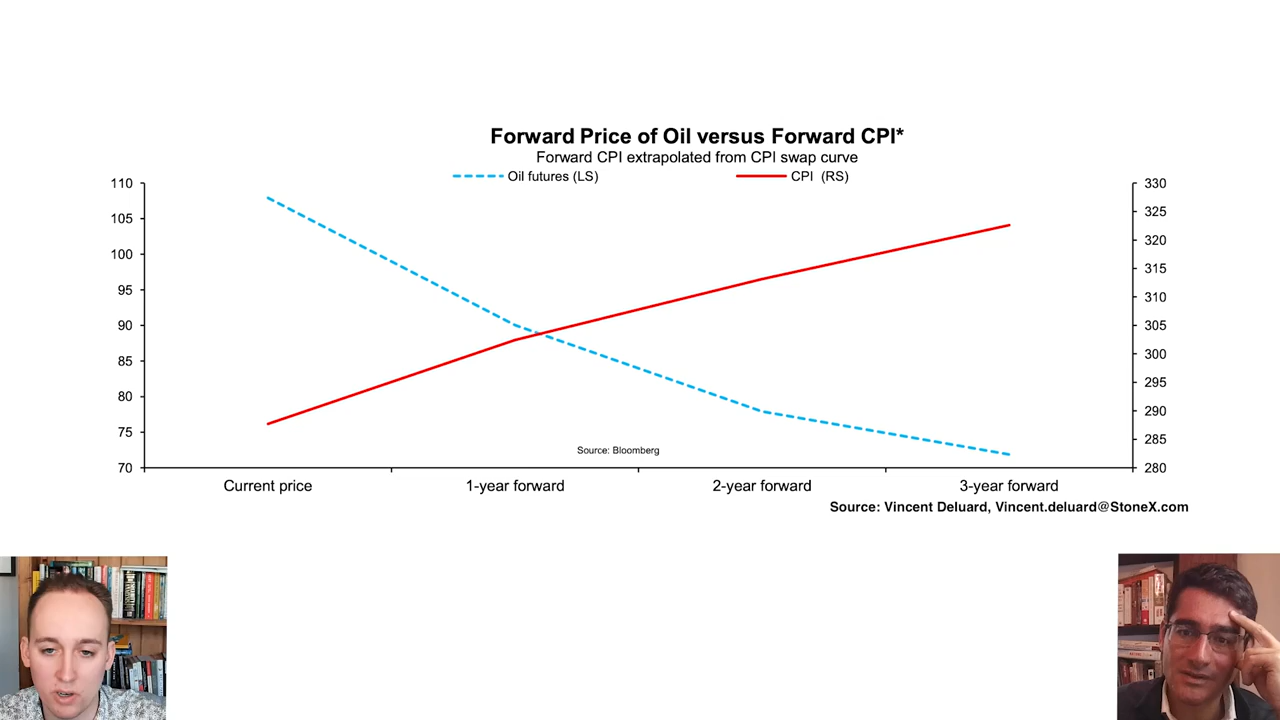 Forward Price of Oil versus Forward CPI*
Forward CPI extrapolated from CPI swap curve
Oil futures (LS)
CPI (RS)
110
105
100
95
90
85
80
75
70
330
325
320
315
310
305
300
295
290
285
280
Source: Bloomberg
Current price
1-year forward
2-year forward
3-year forward
Source: Vincent Deluard, Vincent.deluard@StoneX.com